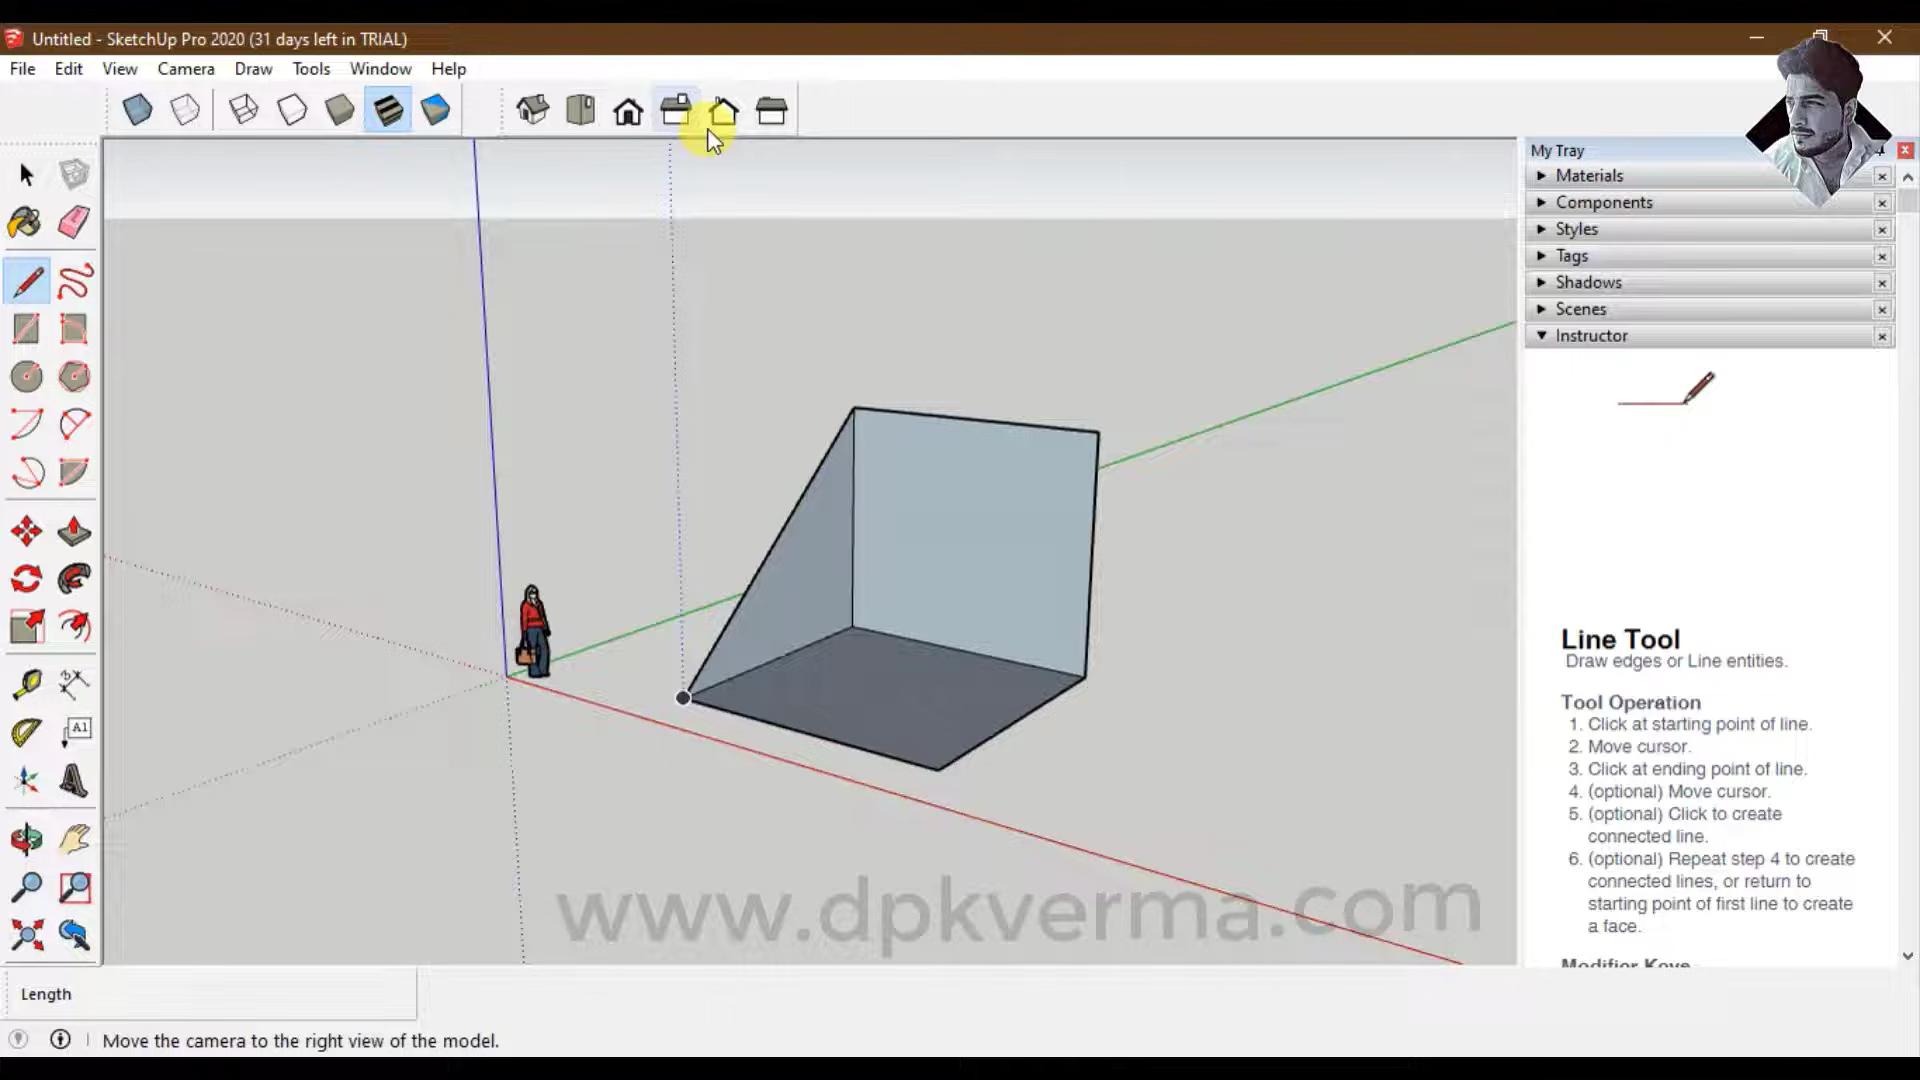 Untitled - SketchUp Pro 2020 (31 days left in TRIAL)
File Edit View Camera Draw Tools Window Help
My Tray
Materials
Components
Styles
Tags
Shadows
Scenes
Instructor
A1
Line Tool
Draw edges or Line entities.
Tool Operation
1. Click at starting point of line.
2. Move cursor.
3. Click at ending point of line.
4. (optional) Move cursor.
5. (optional) Click to create
connected line.
6. (optional) Repeat step 4 to create
connected lines, or return to
starting point of first line to create
a face.
Modifier Keys
www.dpkverma.com
Length
Move the camera to the right view of the model.